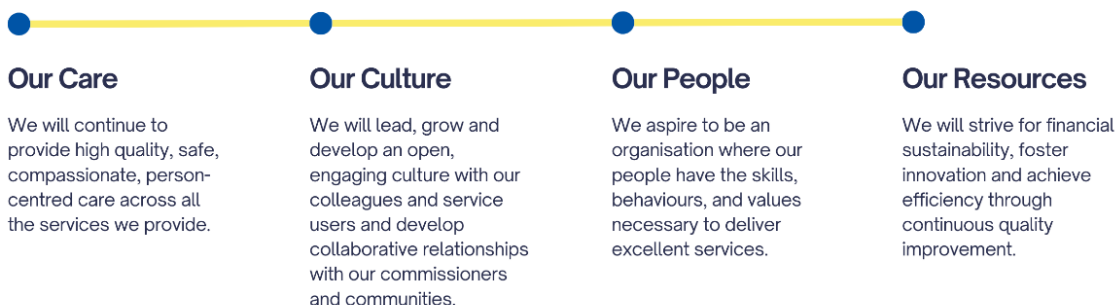 Our Care
We will continue to
provide high quality, safe,
compassionate, person-
centred care across all
the services we provide.
Our Culture
We will lead, grow and
develop an open,
engaging culture with our
colleagues and service
users and develop
collaborative relationships
with our commissioners
and communities.
Our People
We aspire to be an
organisation where our
people have the skills,
behaviours, and values
necessary to deliver
excellent services.
Our Resources
We will strive for financial
sustainability, foster
innovation and achieve
efficiency through
continuous quality
improvement.